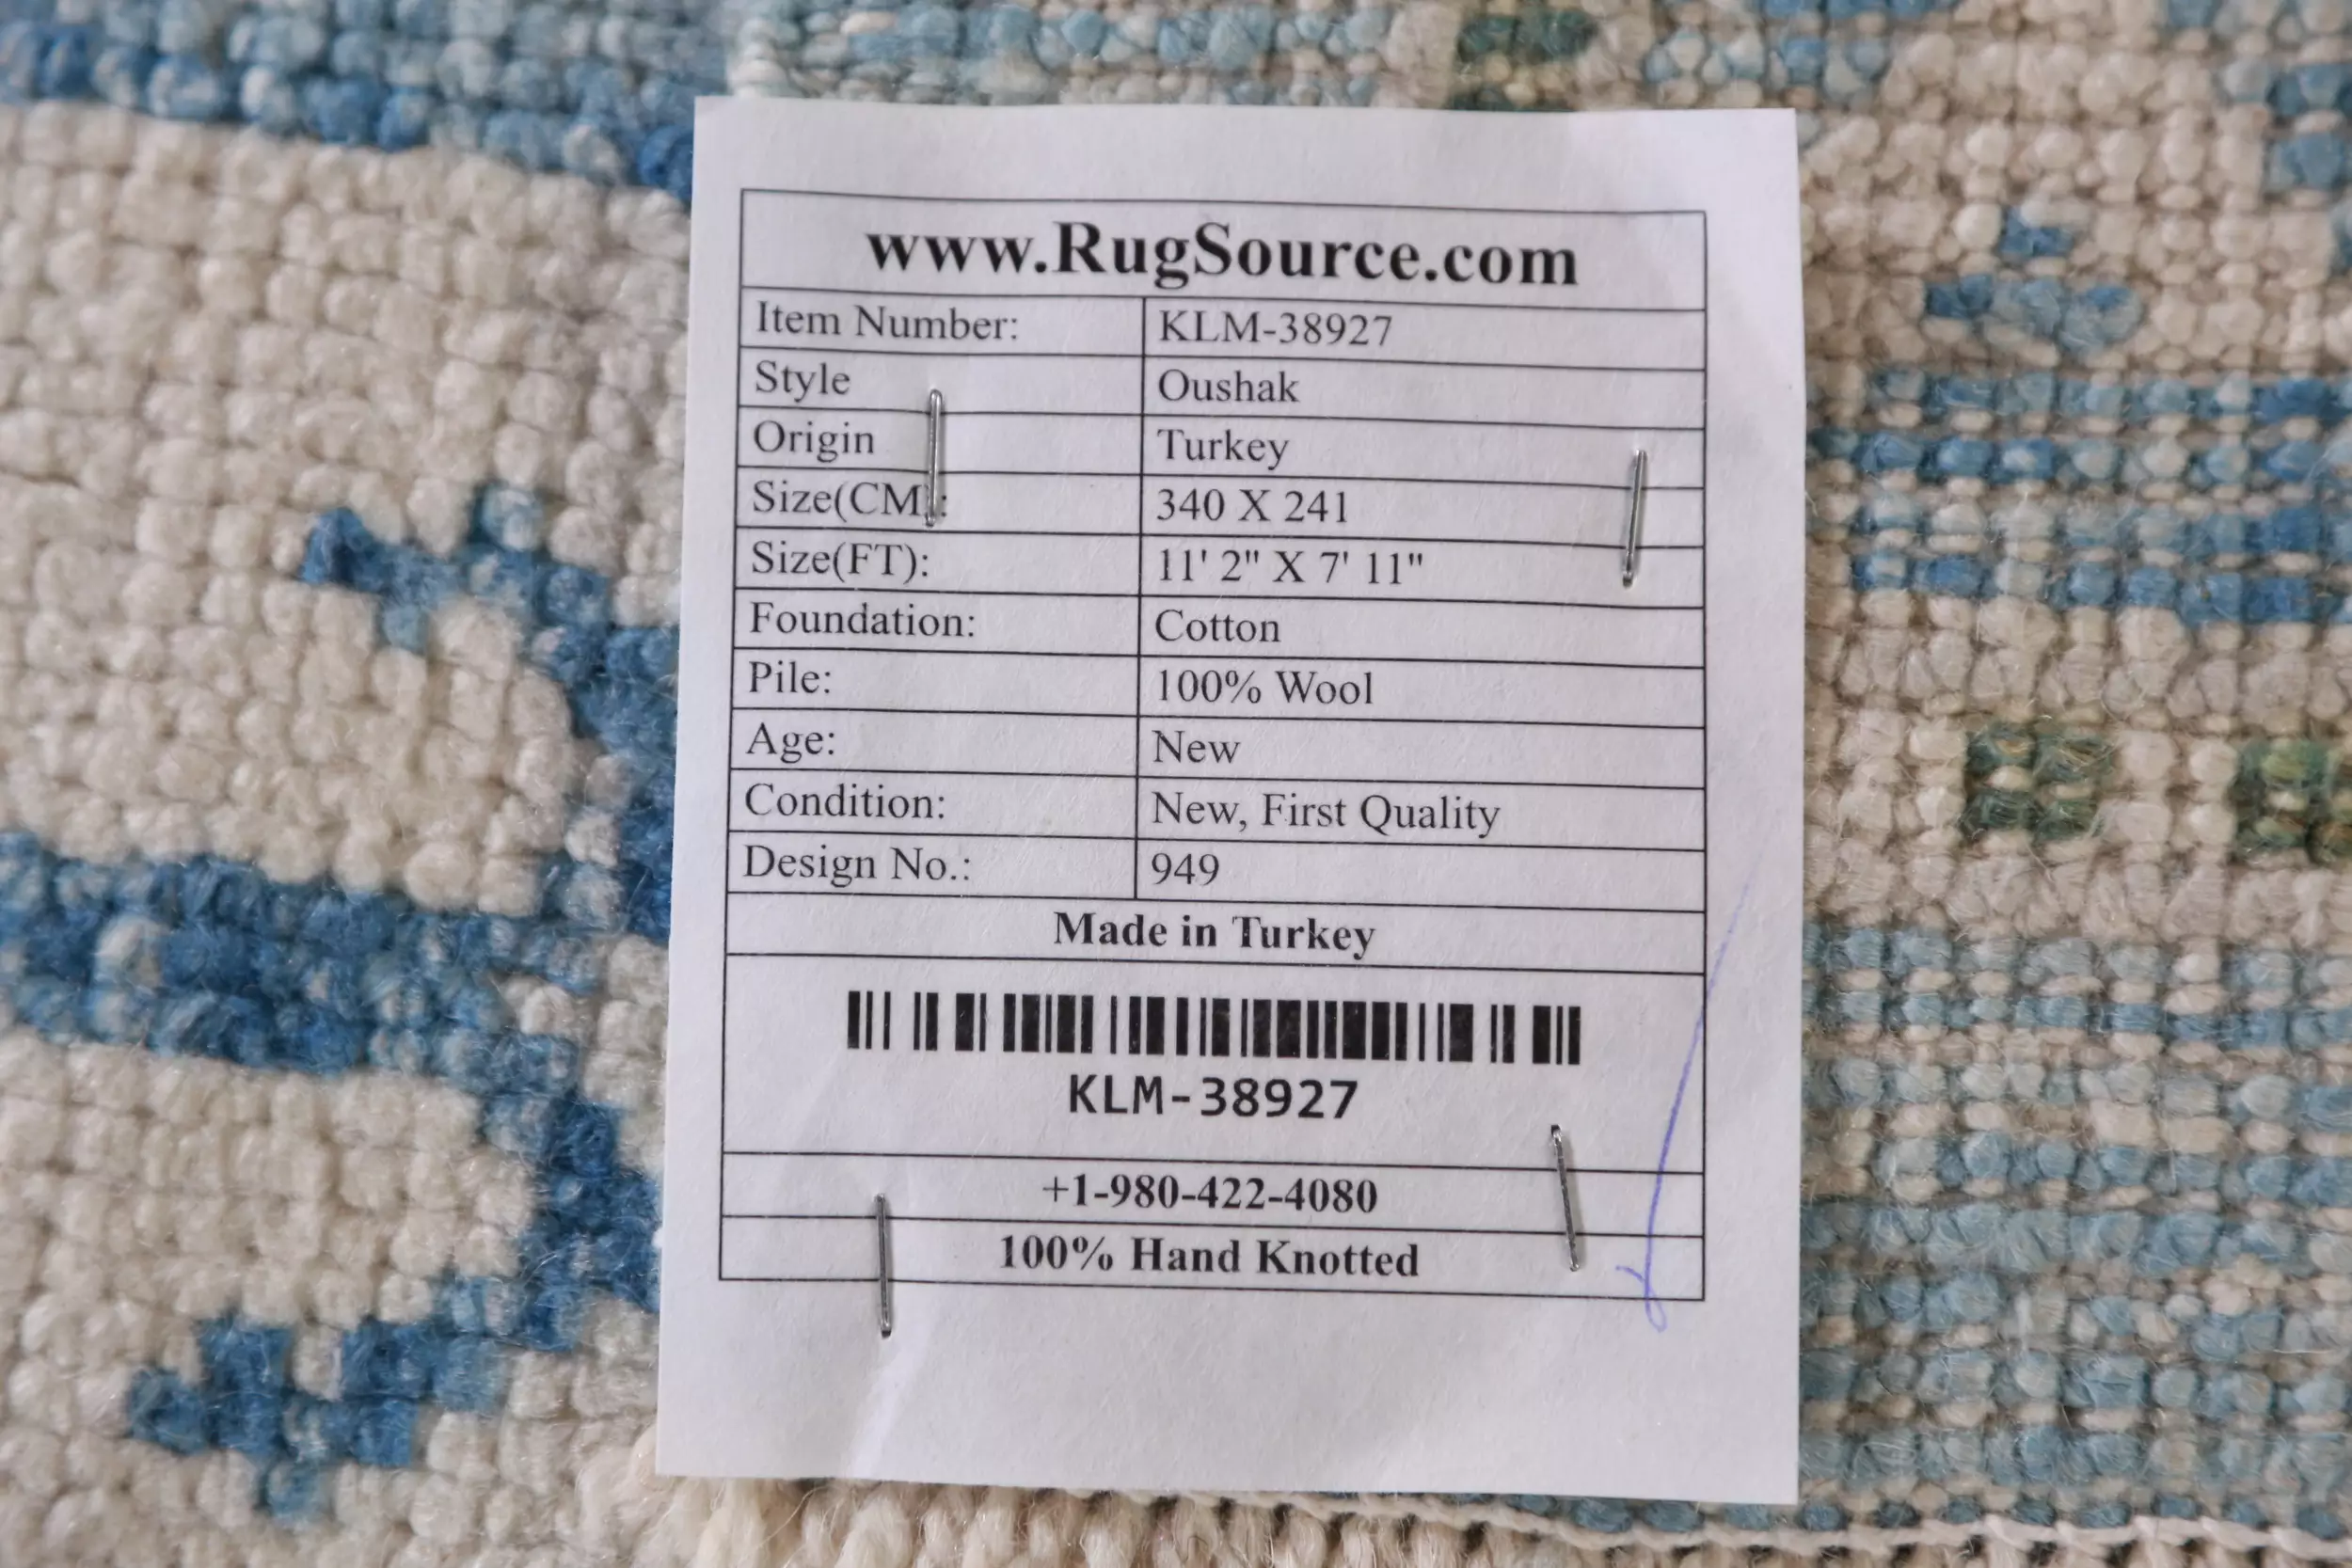 www.RugSource.com
Item Number: KLM-38927
Style Oushak
Origin Turkey
Size(CM): 340 X 241
Size(FT): 11' 2" X 7' 11"
Foundation: Cotton
Pile: 100% Wool
Age: New
Condition: New, First Quality
Design No.: 949
Made in Turkey
KLM-38927
+1-980-422-4080
100% Hand Knotted